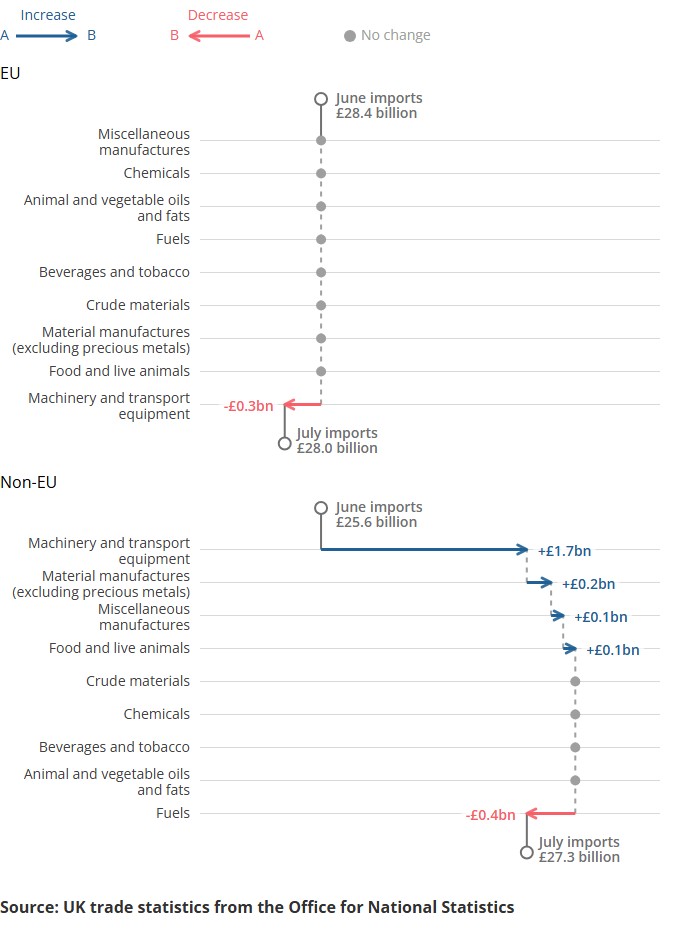 Increase
Decrease
A
B
B
A
No change
EU
June imports
£28.4 billion
Miscellaneous
manufactures
Chemicals
Animal and vegetable oils
and fats
Fuels
Beverages and tobacco
Crude materials
Material manufactures
(excluding precious metals)
Food and live animals
Machinery and transport
equipment
-£0.3bn
July imports
£28.0 billion
Non-EU
June imports
£25.6 billion
Machinery and transport
equipment
+£1.7bn
Material manufactures
(excluding precious metals)
+£0.2bn
Miscellaneous
manufactures
+£0.1bn
Food and live animals
+£0.1bn
Crude materials
Chemicals
Beverages and tobacco
Animal and vegetable oils
and fats
Fuels
-£0.4bn
July imports
£27.3 billion
Source: UK trade statistics from the Office for National Statistics